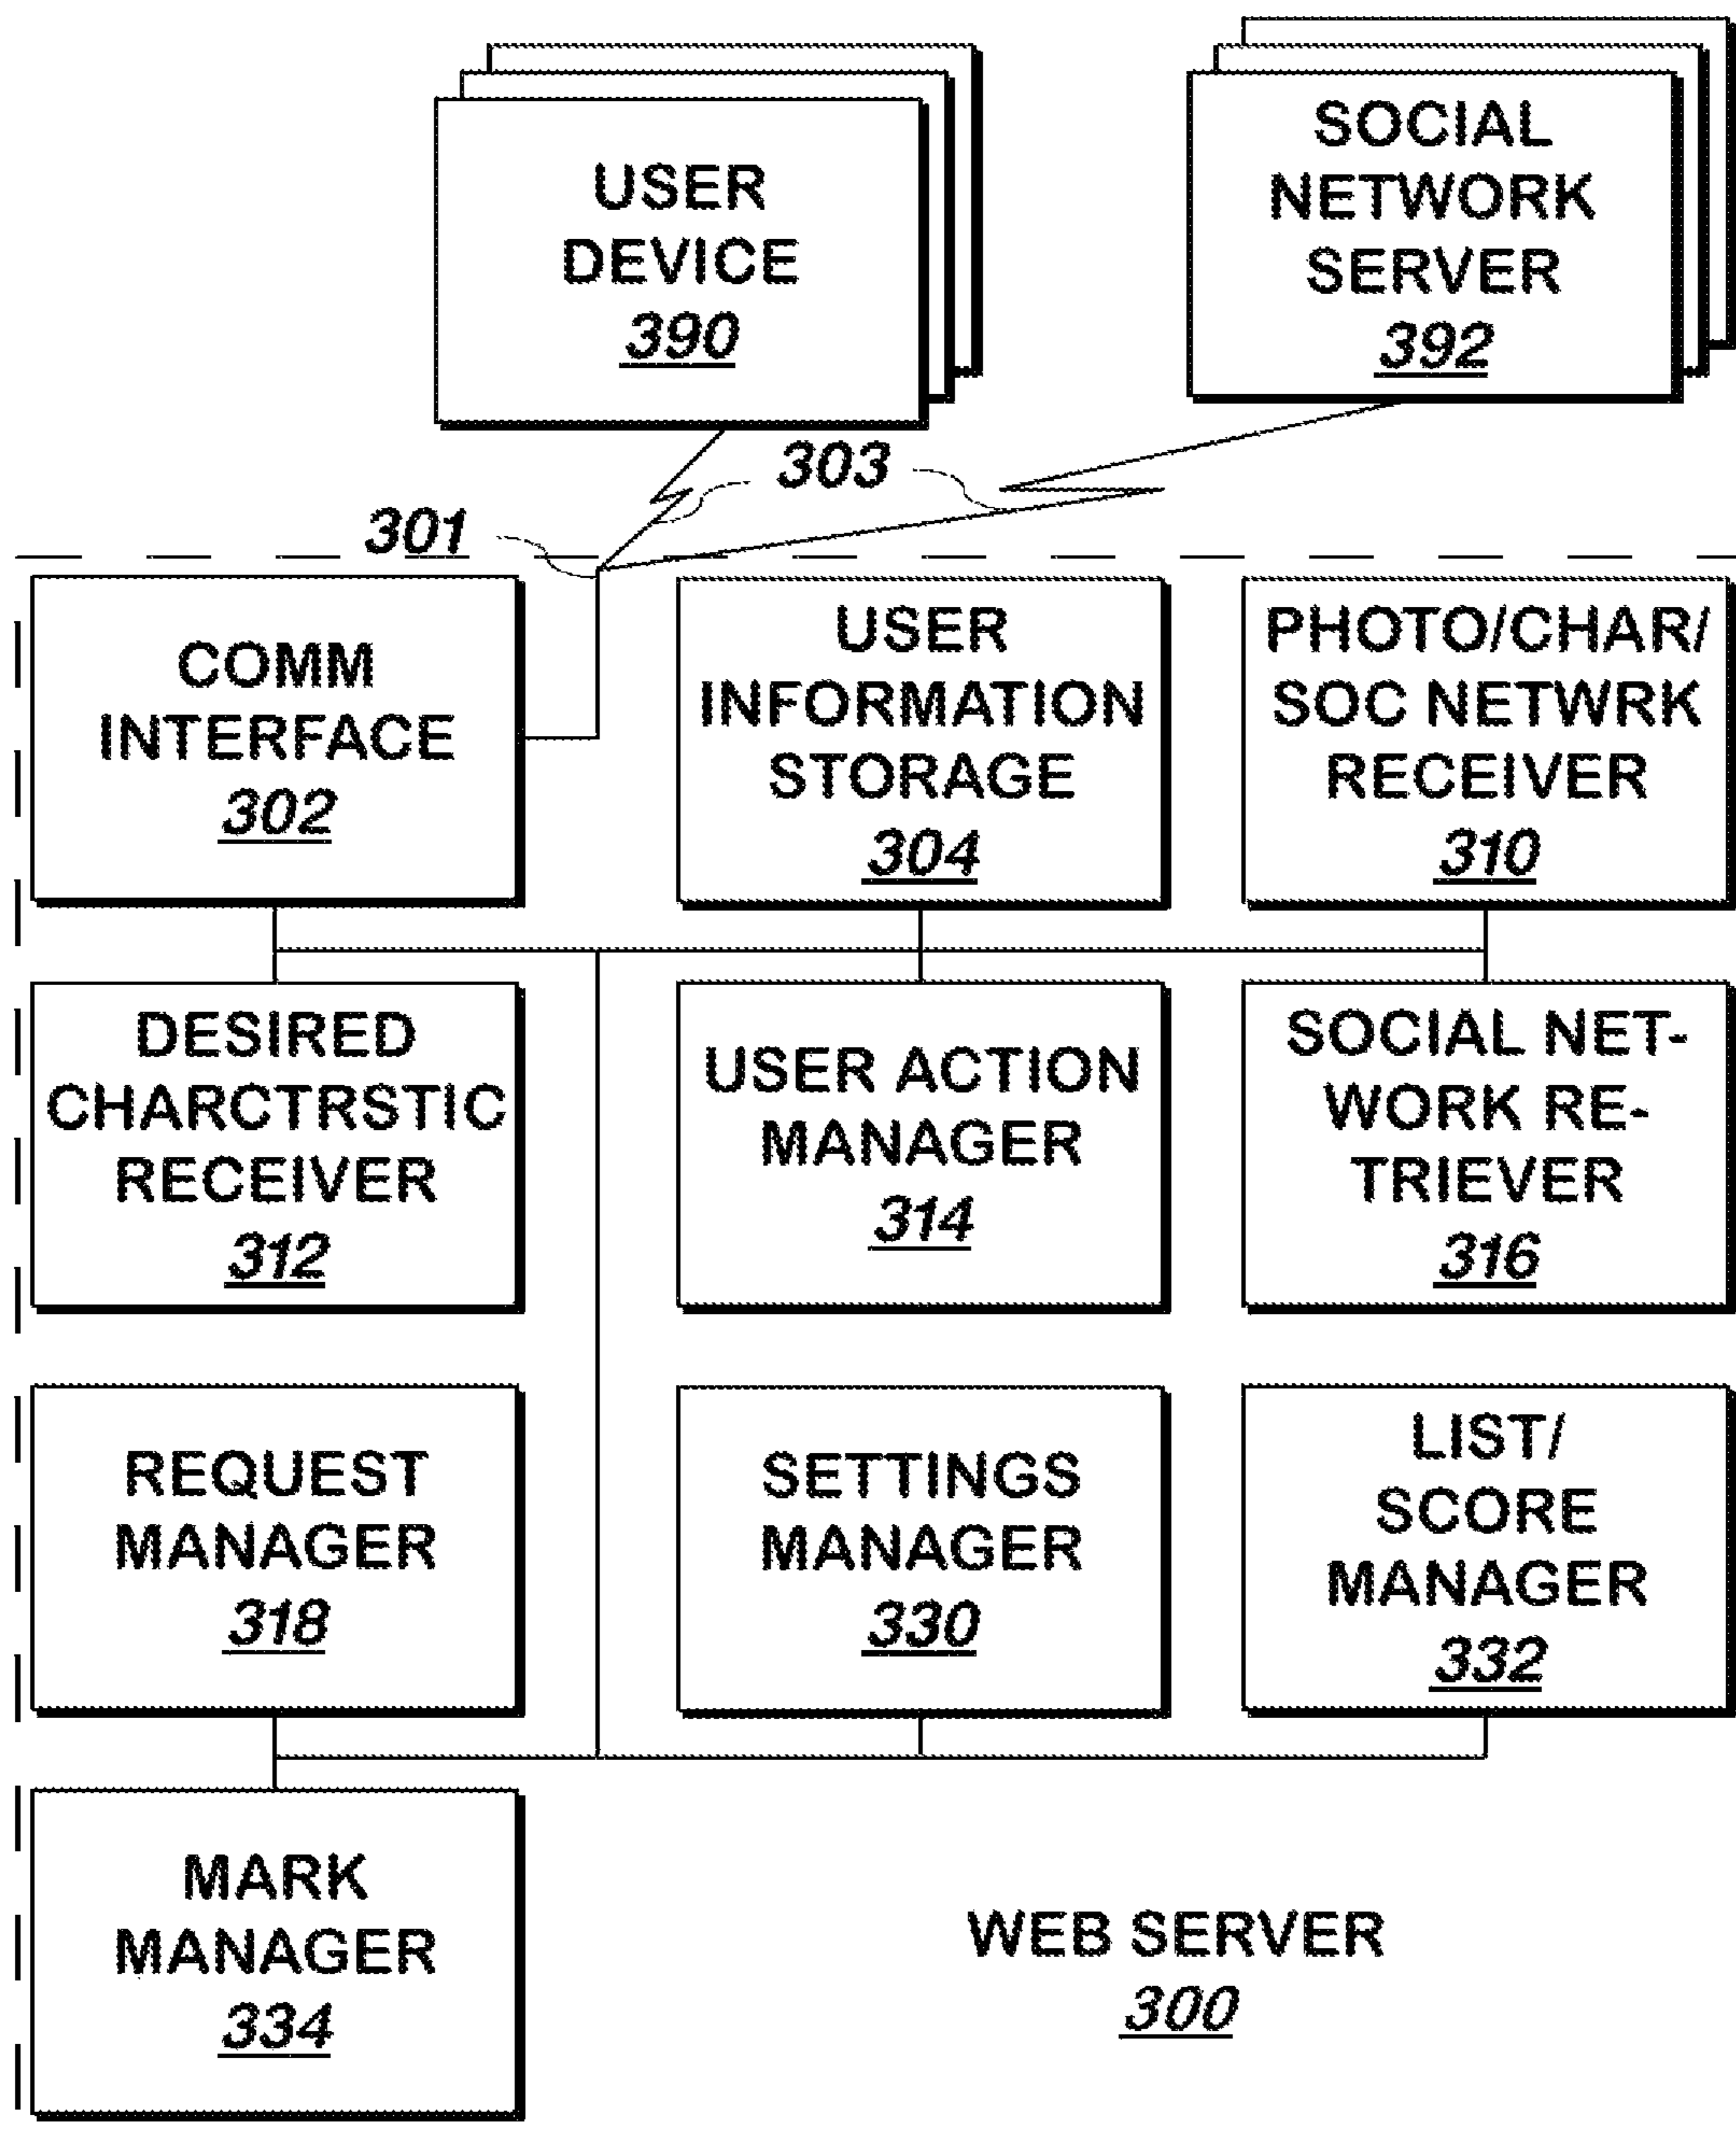 USER
DEVICE
390
SOCIAL
NETWORK
SERVER
392
303
301
COMM
INTERFACE
302
USER
INFORMATION
STORAGE
304
PHOTO/CHAR/
SOC NETWRK
RECEIVER
310
DESIRED
CHARCTRSTIC
RECEIVER
312
USER ACTION
MANAGER
314
SOCIAL NET-
WORK RE-
TRIEVER
316
REQUEST
MANAGER
318
SETTINGS
MANAGER
330
LIST/
SCORE
MANAGER
332
MARK
MANAGER
334
WEB SERVER
300